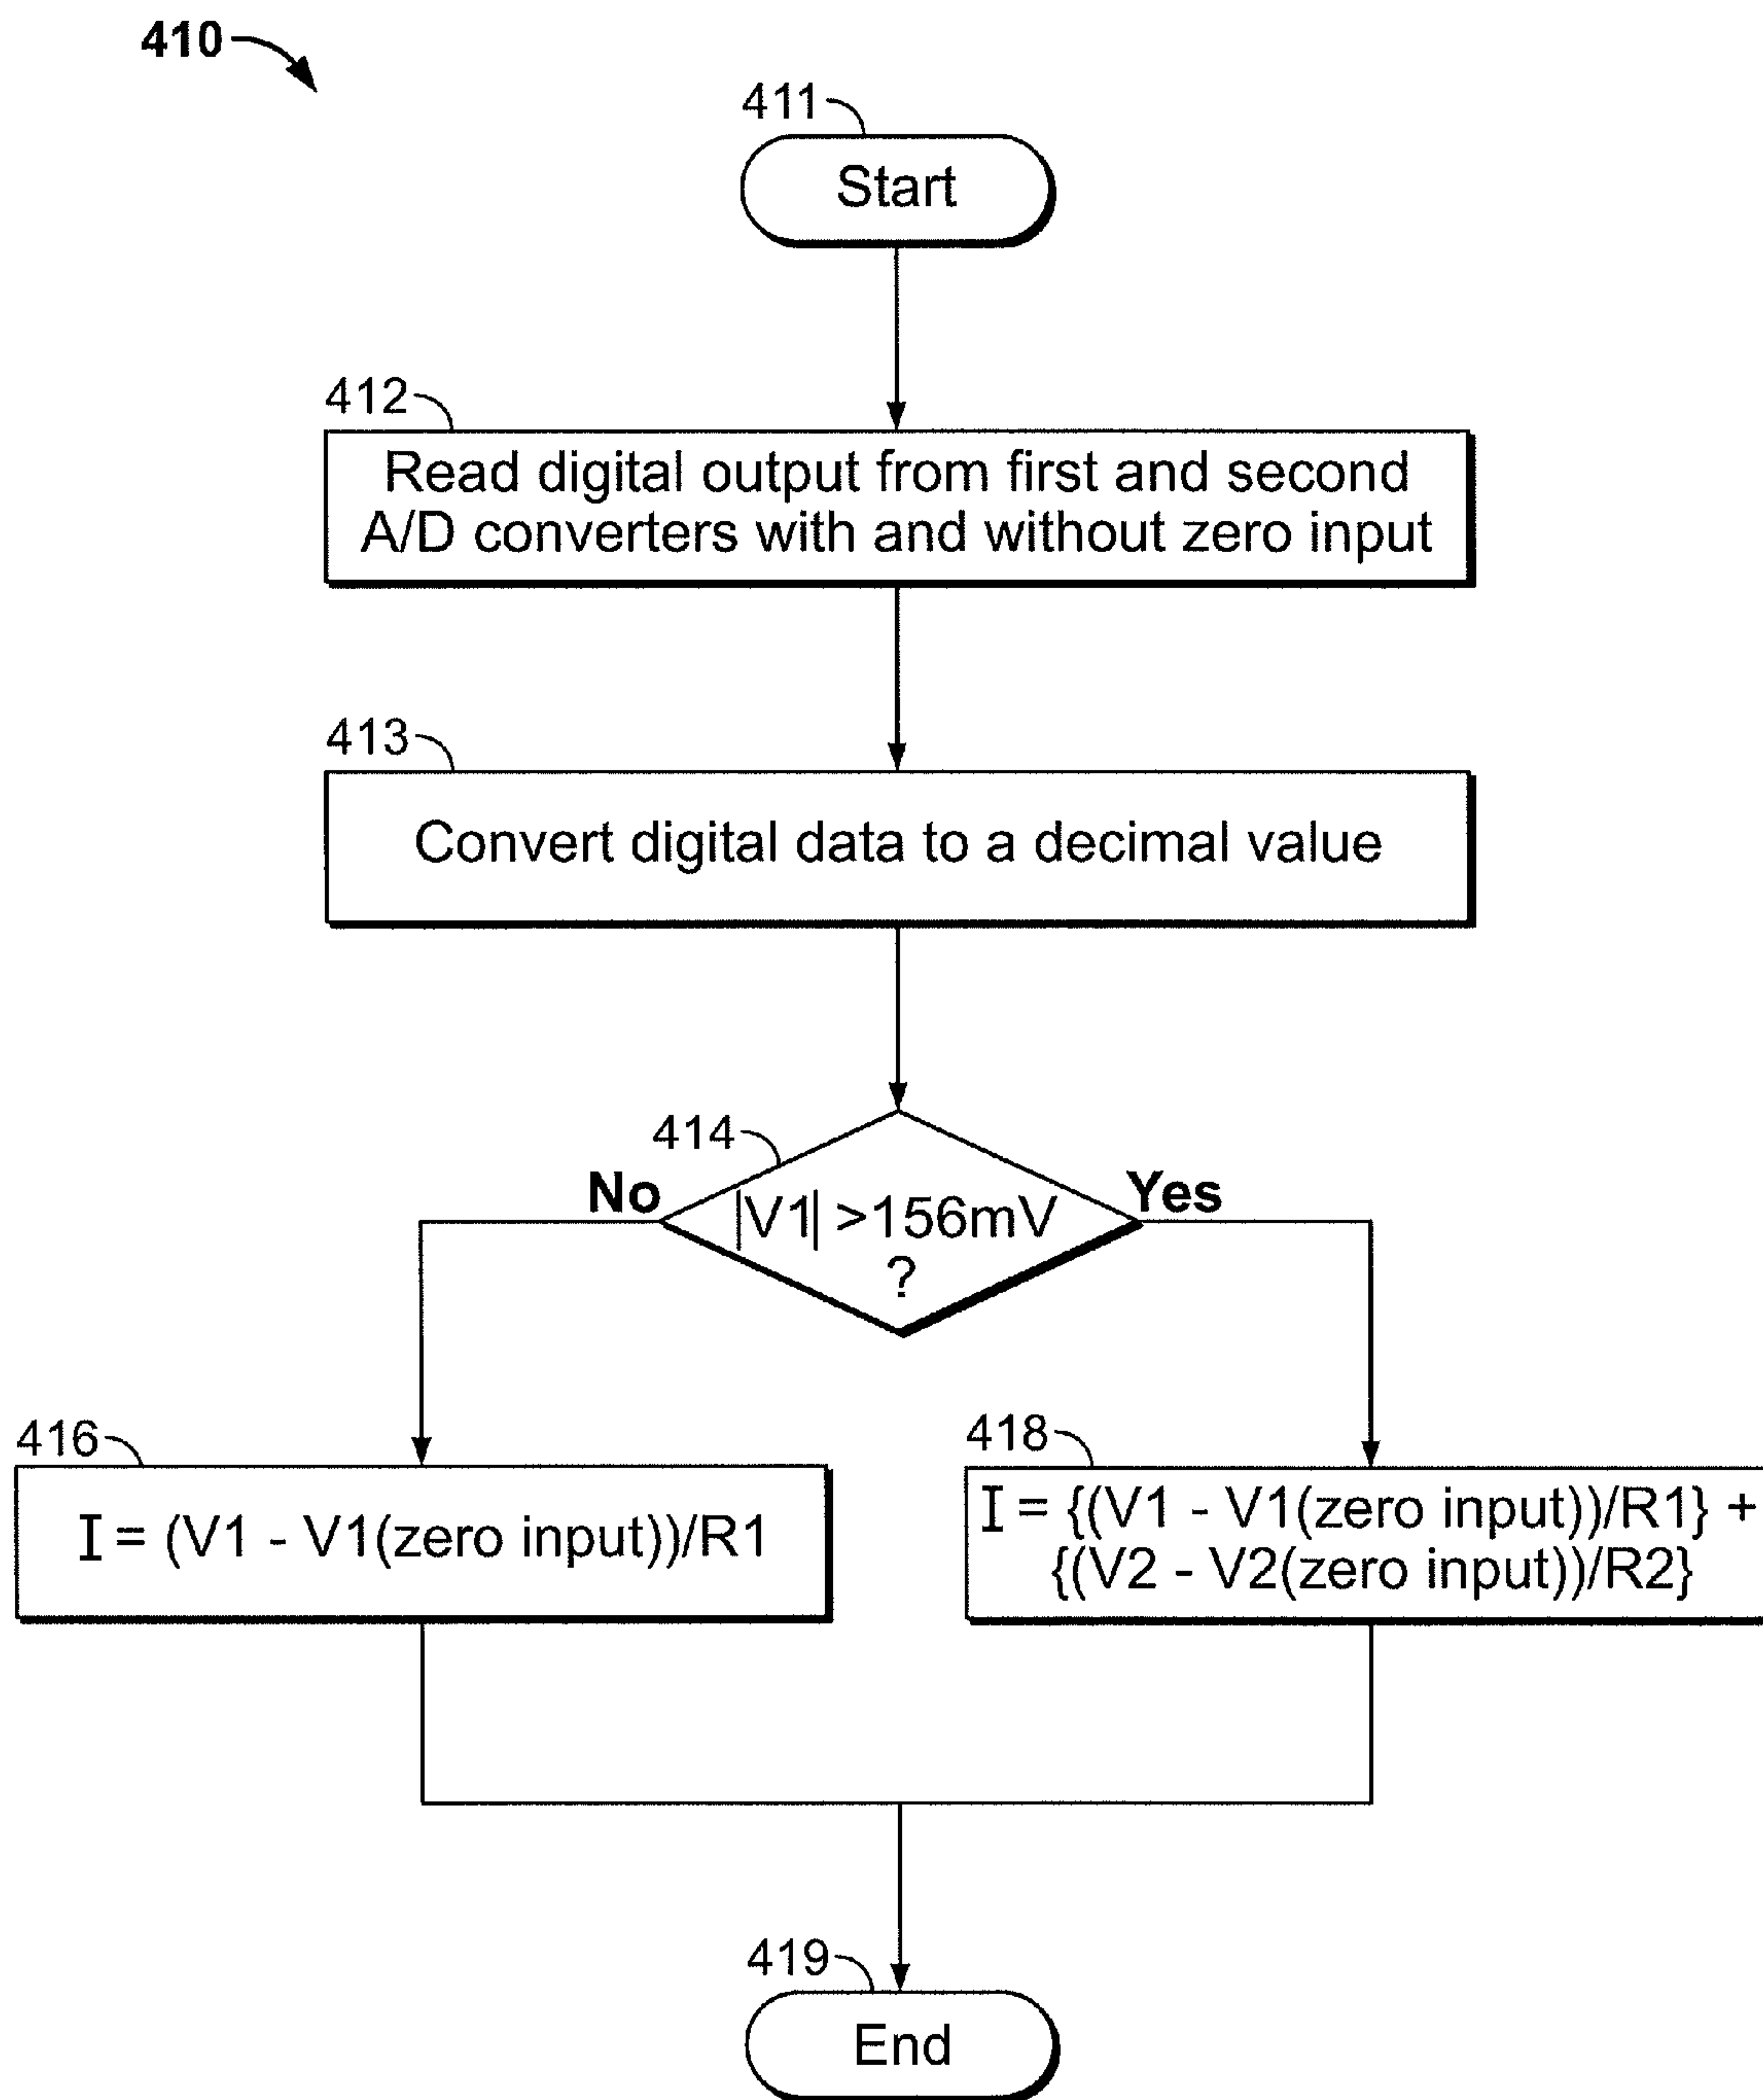 410
411
Start
412
Read digital output from first and second
A/D converters with and without zero input
413
Convert digital data to a decimal value
414
No
Yes
|V1| >156mV
?
416
I = (V1 - V1(zero input))/R1
418
I = {(V1 - V1(zero input))/R1} +
{(V2 - V2(zero input))/R2}
419
End